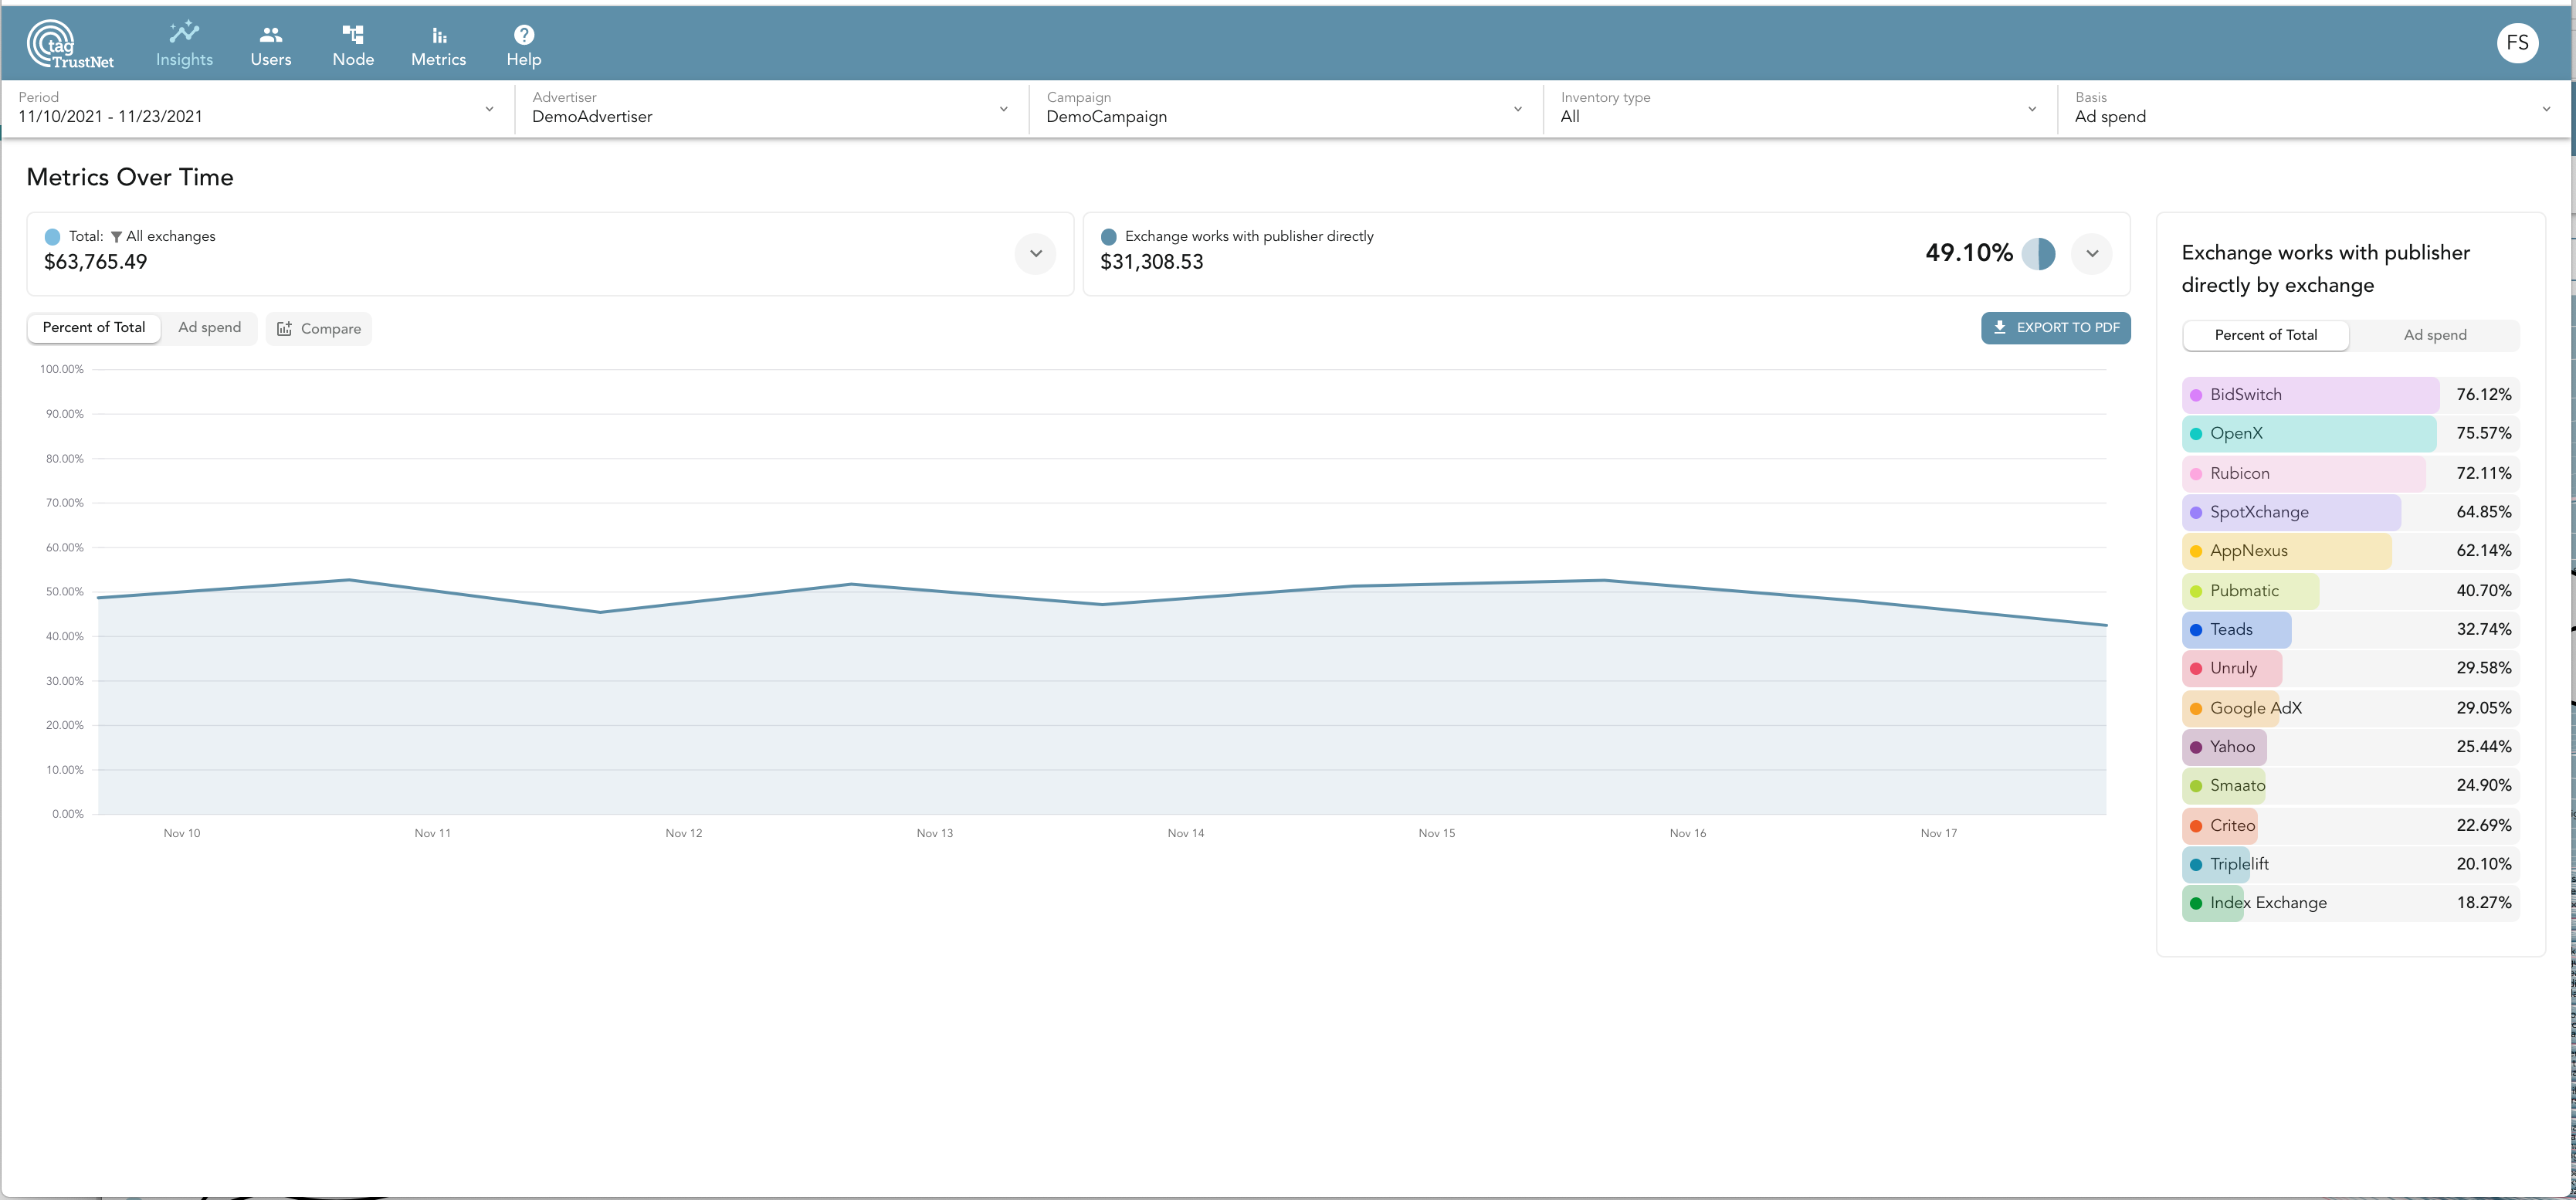 tag
TrustNet
Insights
Users
Node
Metrics
Help
FS
Period
11/10/2021 - 11/23/2021
Advertiser
DemoAdvertiser
Campaign
DemoCampaign
Inventory type
All
Basis
Ad spend
Metrics Over Time
Total: All exchanges
$63,765.49
Exchange works with publisher directly
$31,308.53
49.10%
Percent of Total
Ad spend
Compare
EXPORT TO PDF
100.00%
90.00%
80.00%
70.00%
60.00%
50.00%
40.00%
30.00%
20.00%
10.00%
0.00%
Nov 10
Nov 11
Nov 12
Nov 13
Nov 14
Nov 15
Nov 16
Nov 17
Exchange works with publisher
directly by exchange
Percent of Total
Ad spend
BidSwitch 76.12%
OpenX 75.57%
Rubicon 72.11%
SpotXchange 64.85%
AppNexus 62.14%
Pubmatic 40.70%
Teads 32.74%
Unruly 29.58%
Google AdX 29.05%
Yahoo 25.44%
Smaato 24.90%
Criteo 22.69%
Triplelift 20.10%
Index Exchange 18.27%